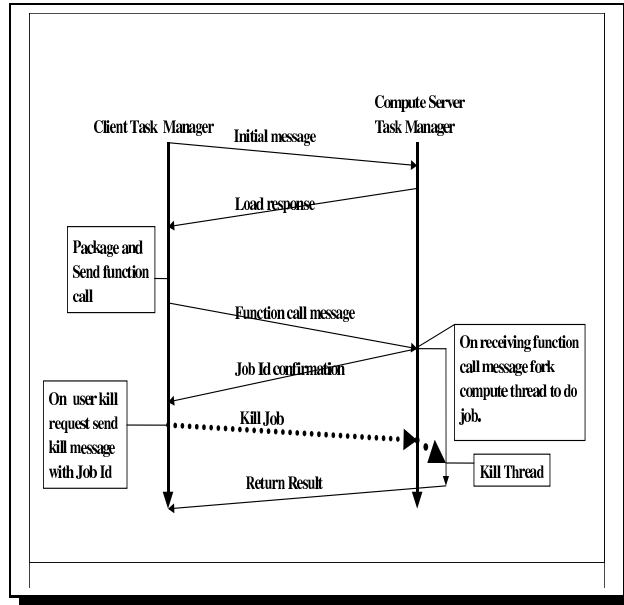 Compute Server
Client Task Manager
Task Manager
Initial message
Load response
Package and
Send function
call
Function call message
On receiving function
call message fork
compute thread to do
job.
Job Id confirmation
On user kill
request send
kill message
with Job Id
Kill Job
Kill Thread
Return Result